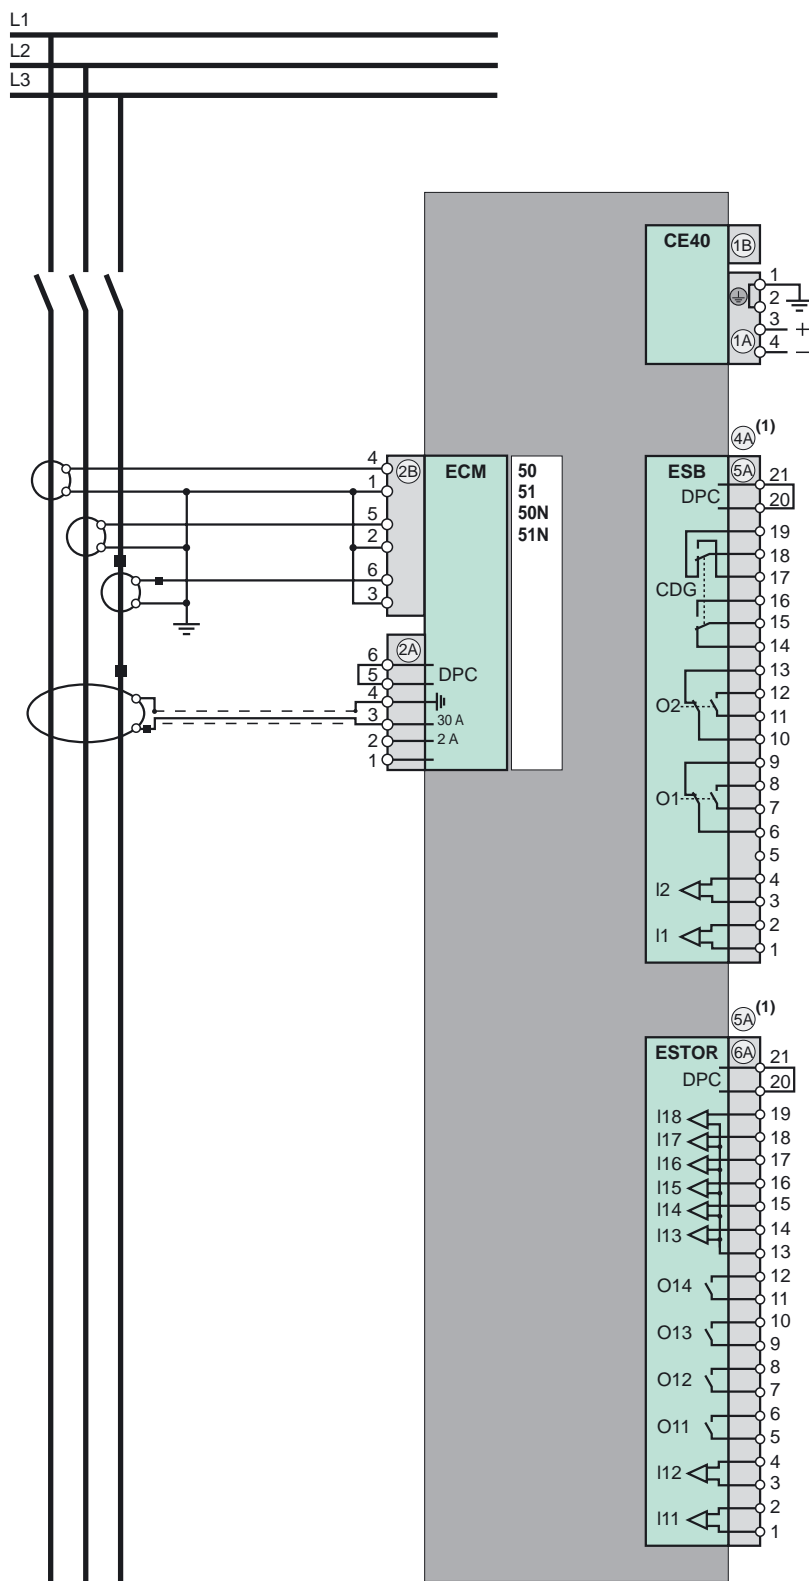 L1
L2
L3
CE40
1B
1
2
3 +
1A
4 –
4A (1)
4
1
5
2
6
3
2B
ECM
50
51
50N
51N
6
5
4
3
2
1
2A
DPC
30 A
2 A
ESB
5A
21
DPC
20
19
18
17
CDG
16
15
14
13
12
O2
11
10
9
8
O1
7
6
5
4
I2
3
2
I1
1
5A (1)
ESTOR
6A
21
DPC
20
I18
19
I17
18
I16
17
I15
16
I14
15
I13
14
13
12
O14
11
10
O13
9
8
O12
7
6
O11
5
4
I12
3
2
I11
1